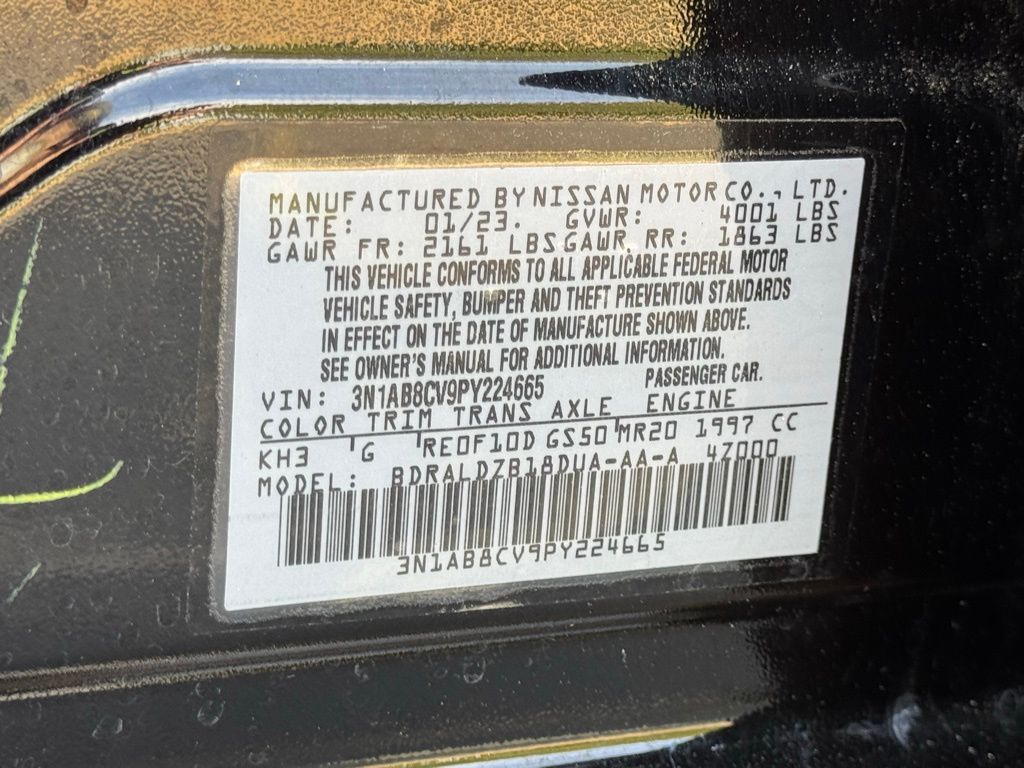 MANUFACTURED BY NISSAN MOTOR CO., LTD.
DATE: 01/23. GVWR: 4001 LBS
GAWR FR: 2161 LBS GAWR RR: 1863 LBS
THIS VEHICLE CONFORMS TO ALL APPLICABLE FEDERAL MOTOR
VEHICLE SAFETY, BUMPER AND THEFT PREVENTION STANDARDS
IN EFFECT ON THE DATE OF MANUFACTURE SHOWN ABOVE.
SEE OWNER'S MANUAL FOR ADDITIONAL INFORMATION.
VIN: 3N1AB8CV9PY224665 PASSENGER CAR.
COLOR TRIM TRANS AXLE ENGINE
KH3 'G 'RE0F10D GS50'MR20 1997 CC
MODEL: BDRALDZB18DUA-AA-A 4Z000
3N1AB8CV9PY224665